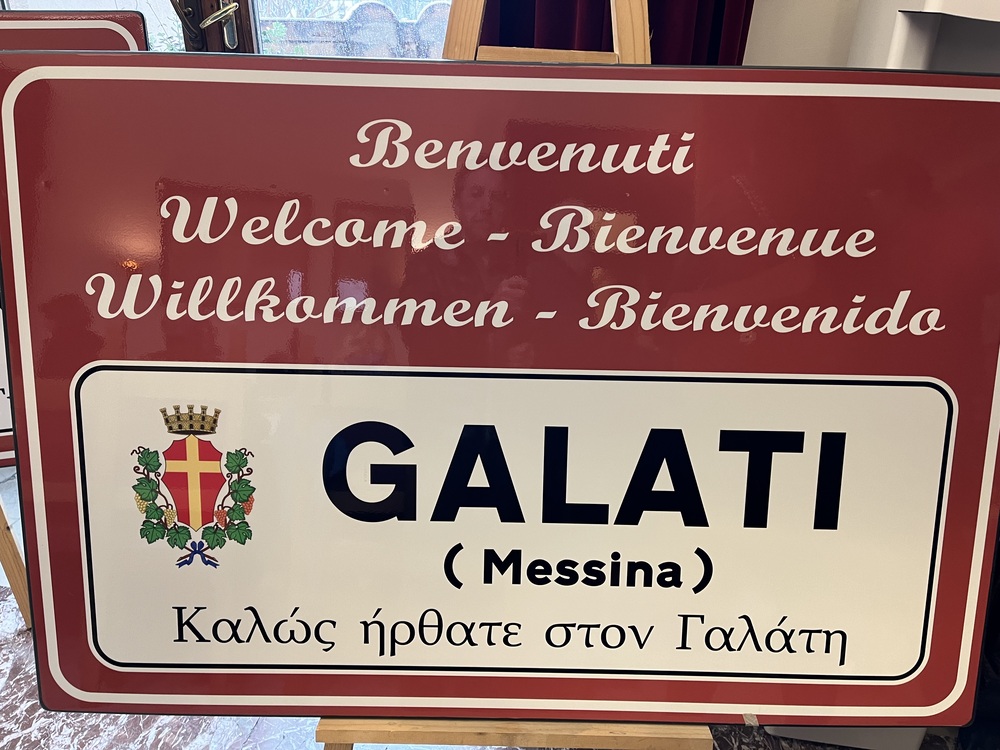 Benvenuti
Welcome - Bienvenue
Willkommen - Bienvenido
GALATI
( Messina )
Καλώς ήρθατε στον Γαλάτη